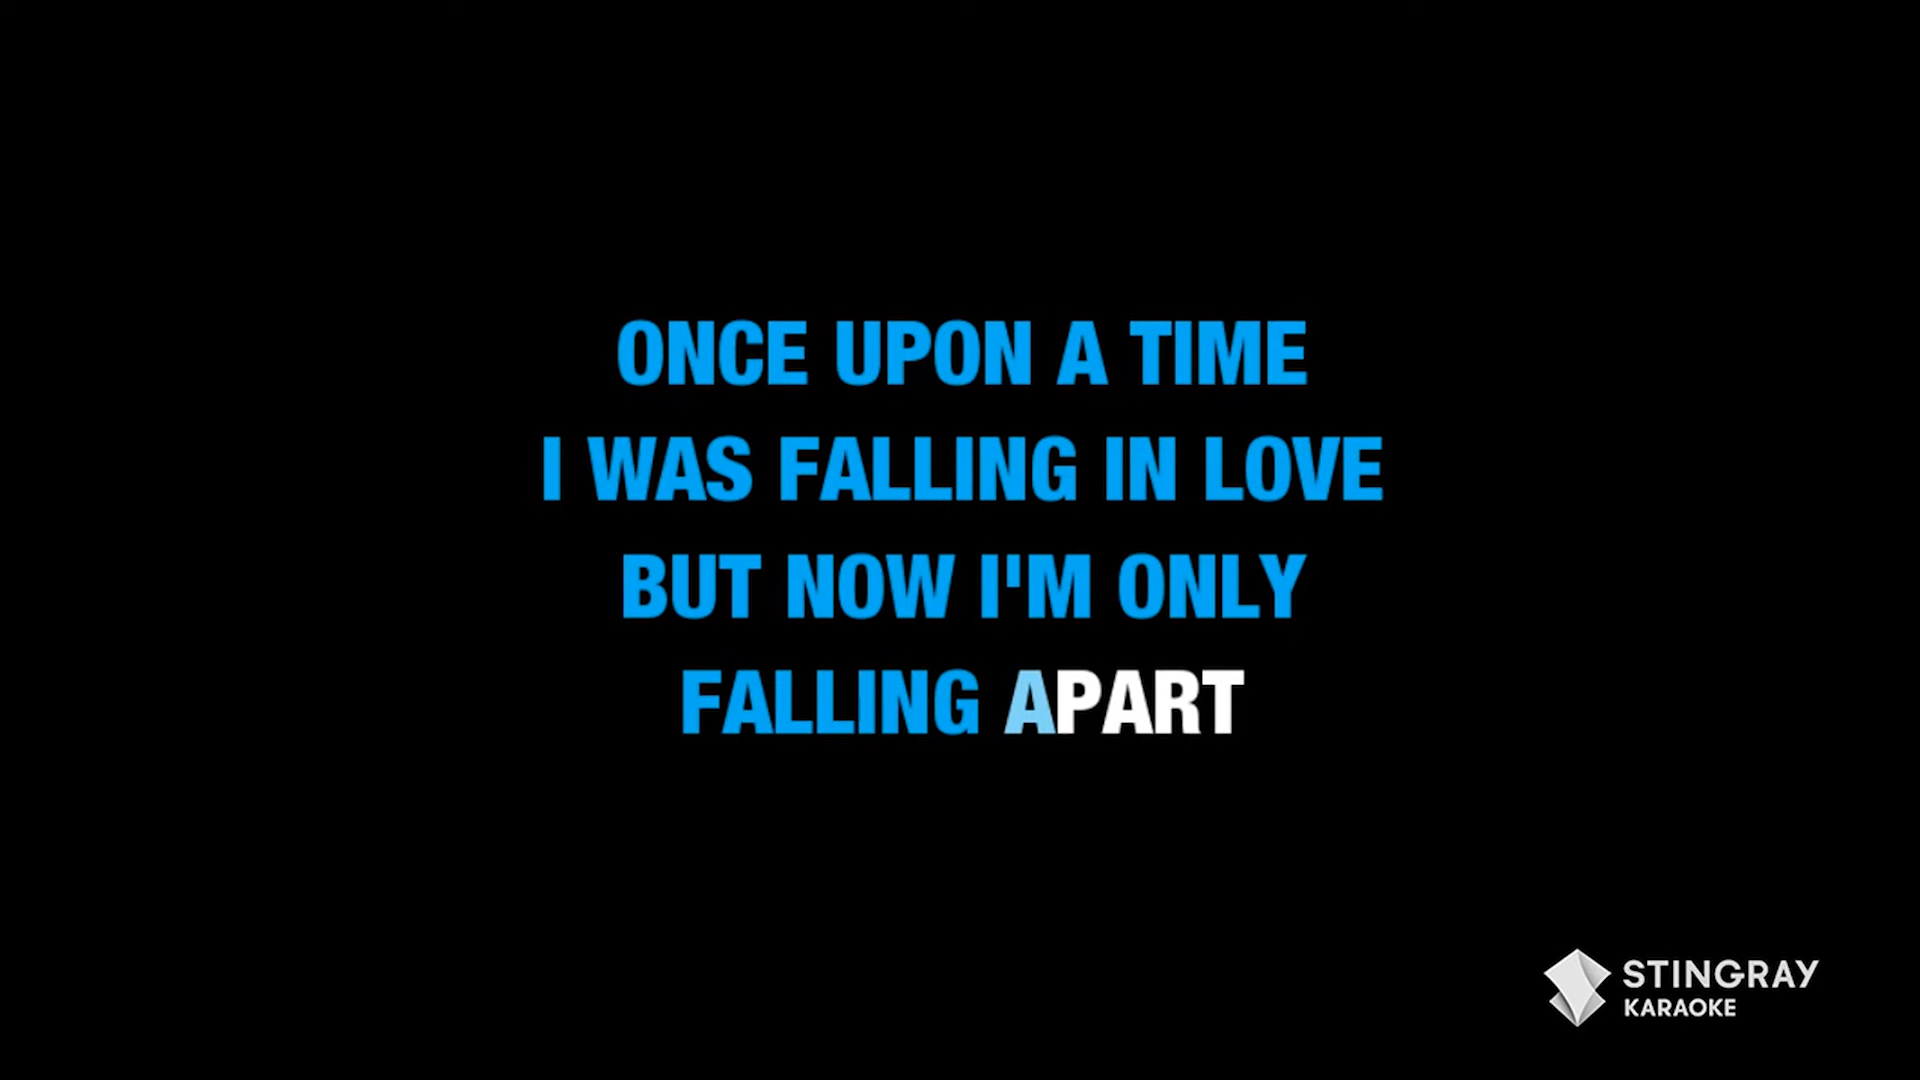 ONCE UPON A TIME
I WAS FALLING IN LOVE
BUT NOW I'M ONLY
FALLING APART
STINGRAY
KARAOKE